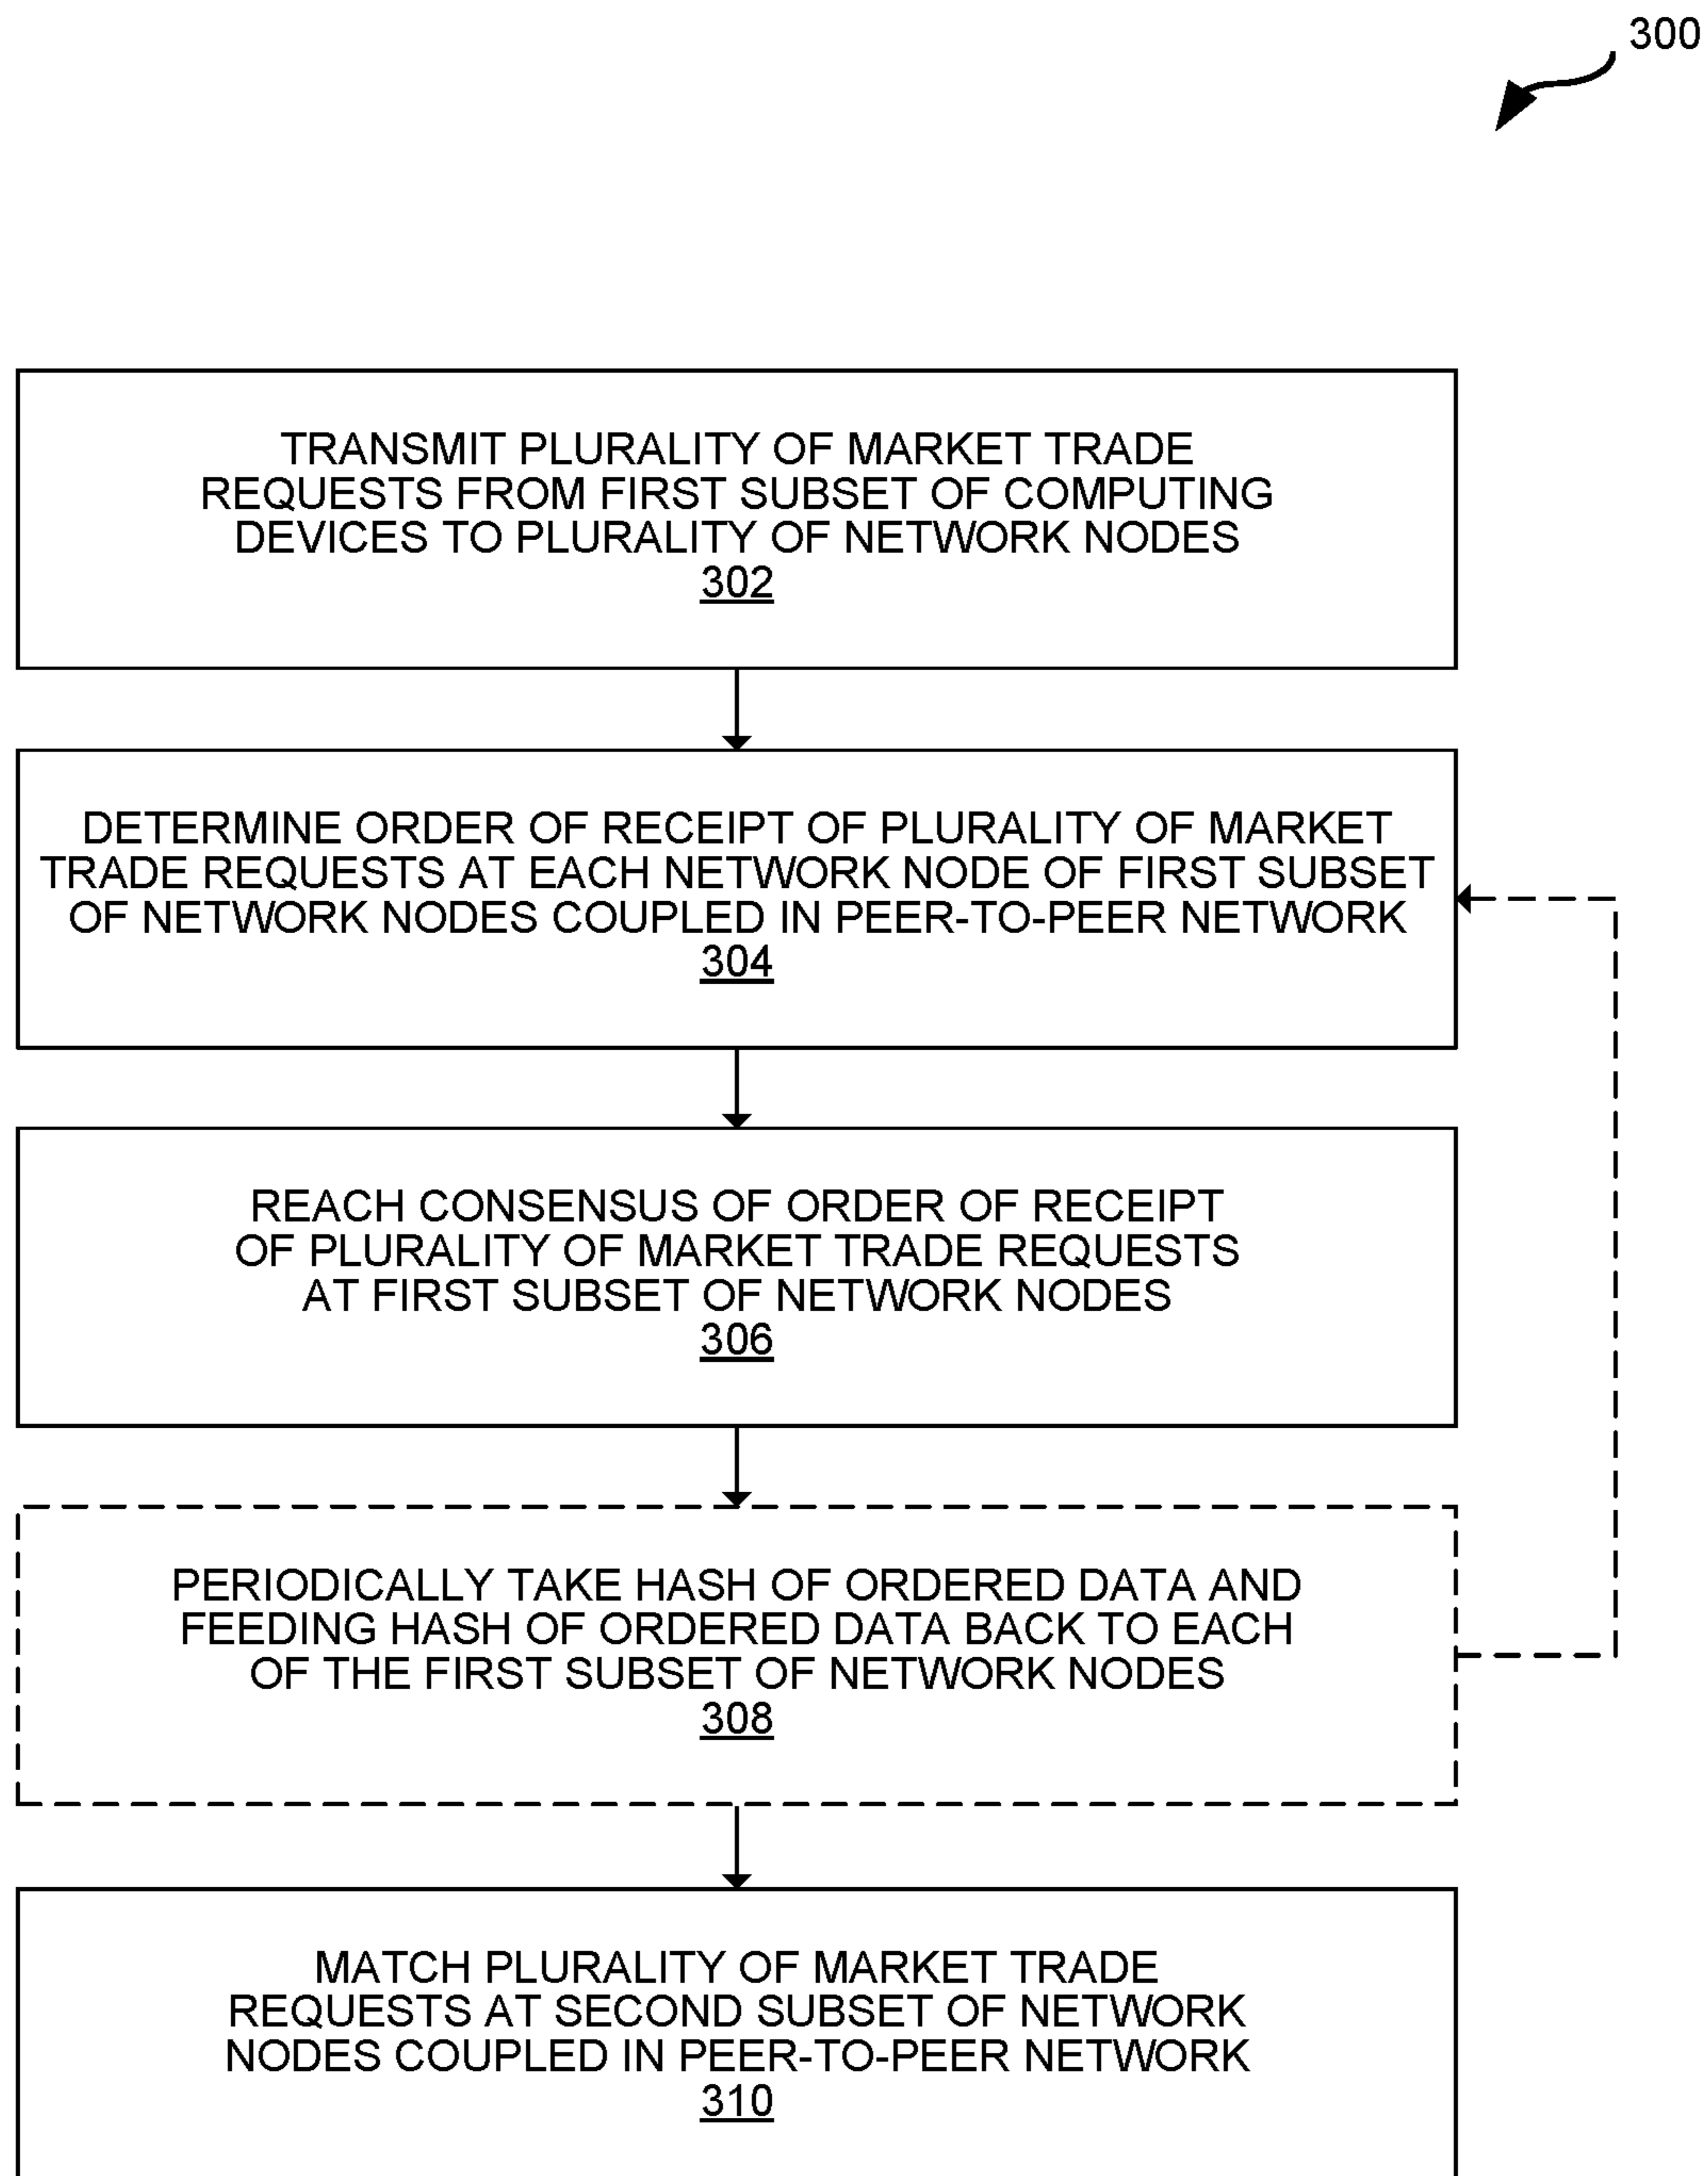 300
TRANSMIT PLURALITY OF MARKET TRADE
REQUESTS FROM FIRST SUBSET OF COMPUTING
DEVICES TO PLURALITY OF NETWORK NODES
302
DETERMINE ORDER OF RECEIPT OF PLURALITY OF MARKET
TRADE REQUESTS AT EACH NETWORK NODE OF FIRST SUBSET
OF NETWORK NODES COUPLED IN PEER-TO-PEER NETWORK
304
REACH CONSENSUS OF ORDER OF RECEIPT
OF PLURALITY OF MARKET TRADE REQUESTS
AT FIRST SUBSET OF NETWORK NODES
306
PERIODICALLY TAKE HASH OF ORDERED DATA AND
FEEDING HASH OF ORDERED DATA BACK TO EACH
OF THE FIRST SUBSET OF NETWORK NODES
308
MATCH PLURALITY OF MARKET TRADE
REQUESTS AT SECOND SUBSET OF NETWORK
NODES COUPLED IN PEER-TO-PEER NETWORK
310